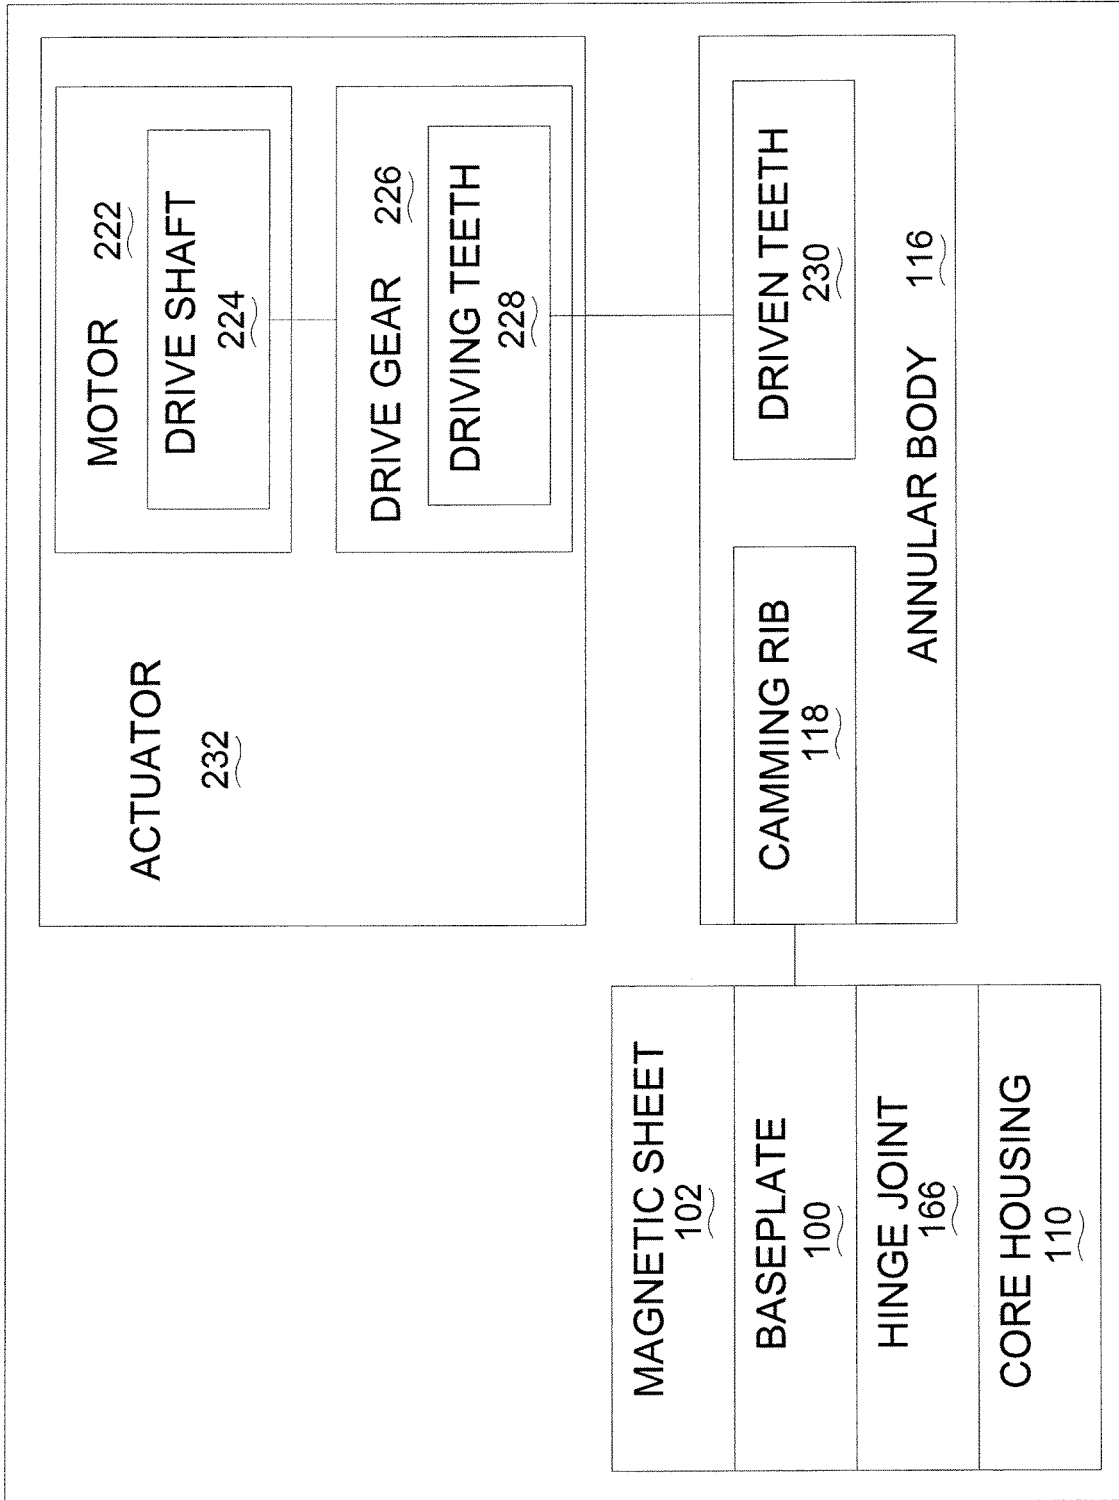 ACTUATOR
232
MOTOR 222
DRIVE SHAFT
224
DRIVE GEAR 226
DRIVING TEETH
228
MAGNETIC SHEET
102
BASEPLATE
100
HINGE JOINT
166
CORE HOUSING
110
CAMMING RIB
118
DRIVEN TEETH
230
ANNULAR BODY 116